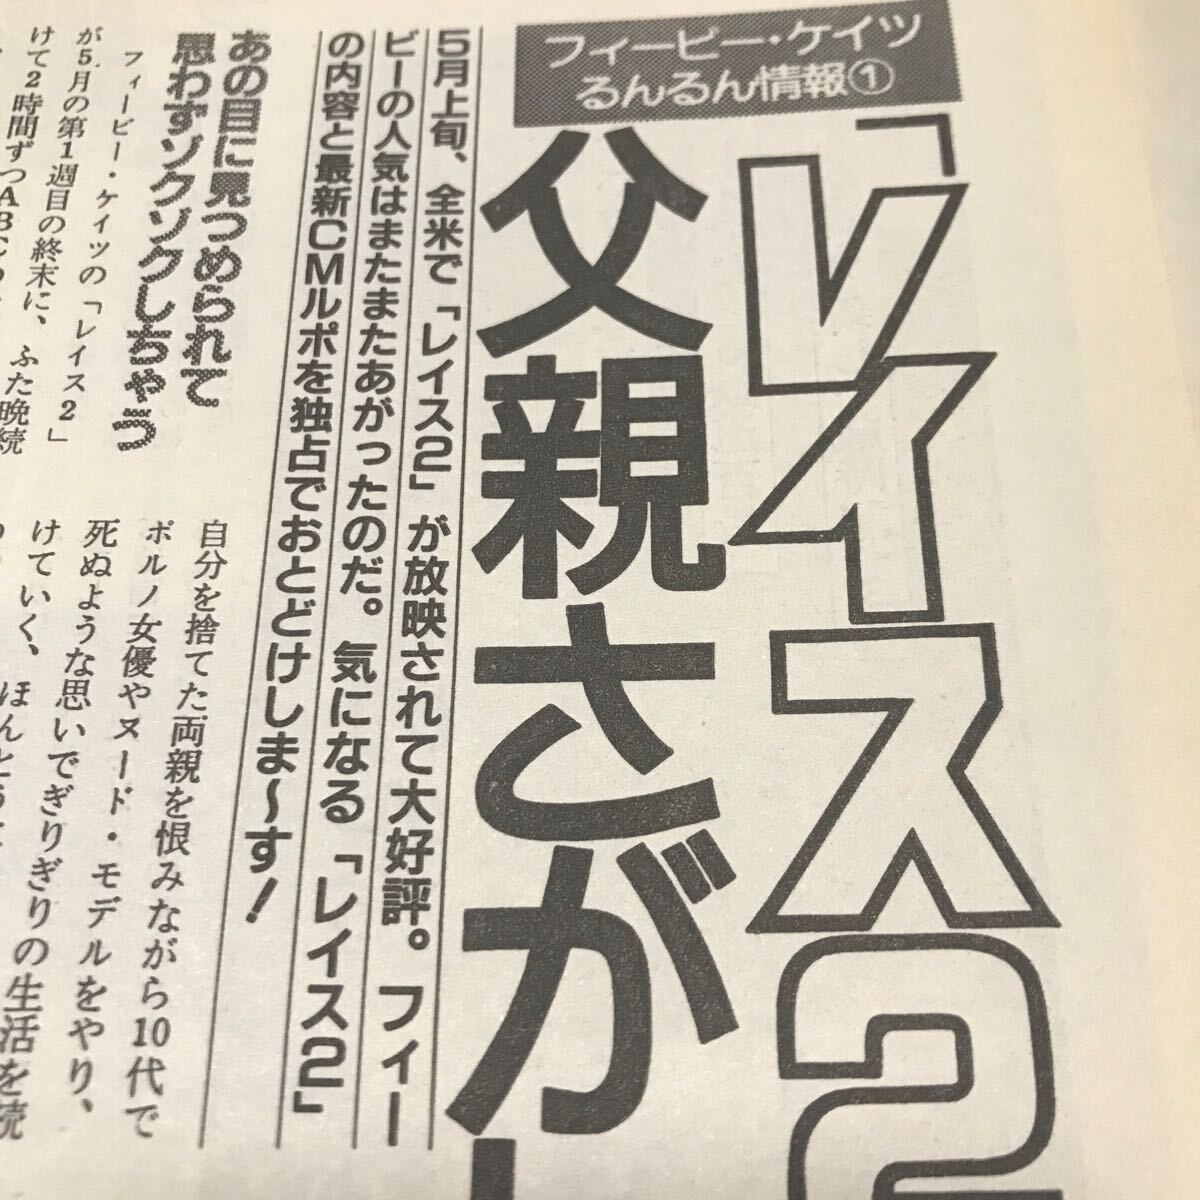 フィービー・ケイツ
るんるん情報①
「レイス2
父親さがし
5月上旬、全米で「レイス2」が放映されて大好評。フィー
ビーの人気はまたまたあがったのだ。気になる「レイス2」
の内容と最新CMルポを独占でおとどけしま〜す!
あの目に見つめられて
思わずゾクゾクしちゃう
フィービー・ケイツの「レイス2」
が5月の第1週目の終末に、ふた晩続
けて2時間ずつABC
自分を捨てた両親を恨みながら10代で
ポルノ女優やヌード・モデルをやり、
死ぬような思いでぎりぎりの生活を続
けていく、ほんとう